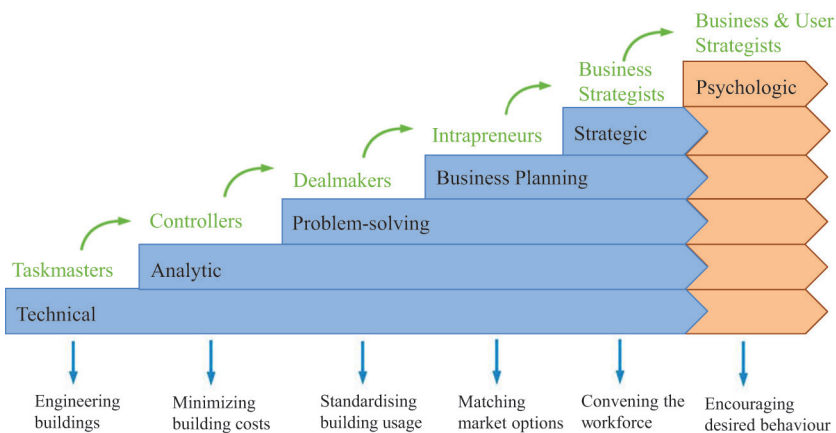 Business & User
Strategists
Psychologic
Business
Strategists
Strategic
Intrapreneurs
Business Planning
Dealmakers
Problem-solving
Controllers
Analytic
Taskmasters
Technical
Engineering
buildings
Minimizing
building costs
Standardising
building usage
Matching
market options
Convening the
workforce
Encouraging
desired behaviour